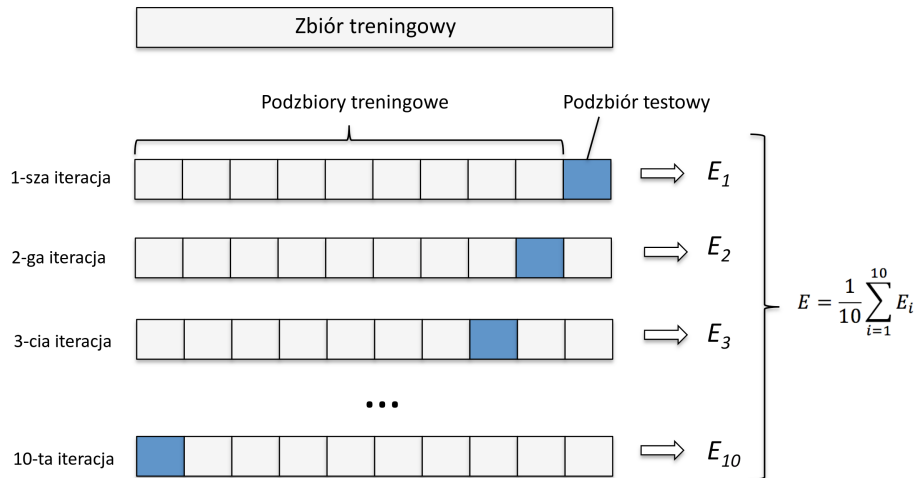 Zbiór treningowy
Podzbiory treningowe
Podzbiór testowy
1-sza iteracja
E₁
2-ga iteracja
E₂
3-cia iteracja
E₃
E = 1/10 ∑_{i=1}^{10} E_i
...
10-ta iteracja
E₁₀